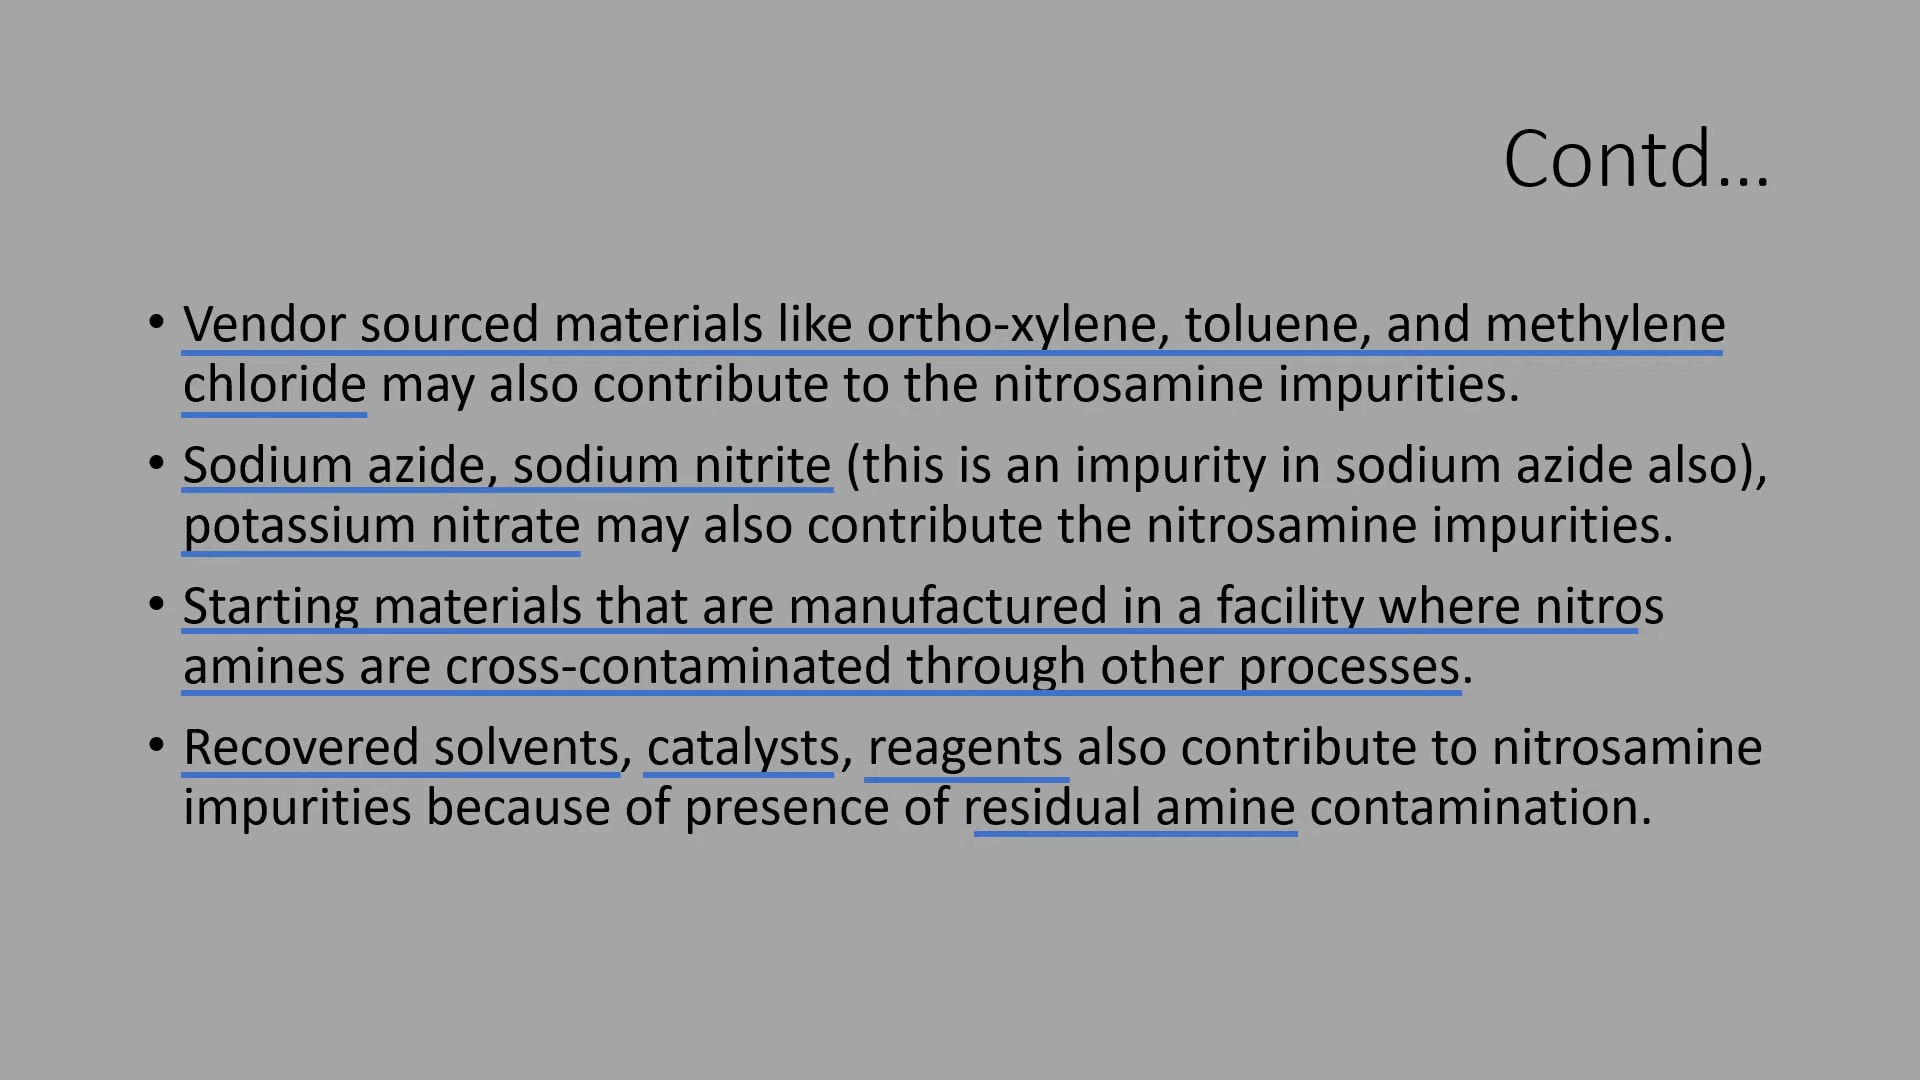 Contd...
• Vendor sourced materials like ortho-xylene, toluene, and methylene
chloride may also contribute to the nitrosamine impurities.
• Sodium azide, sodium nitrite (this is an impurity in sodium azide also),
potassium nitrate may also contribute the nitrosamine impurities.
• Starting materials that are manufactured in a facility where nitros
amines are cross-contaminated through other processes.
• Recovered solvents, catalysts, reagents also contribute to nitrosamine
impurities because of presence of residual amine contamination.